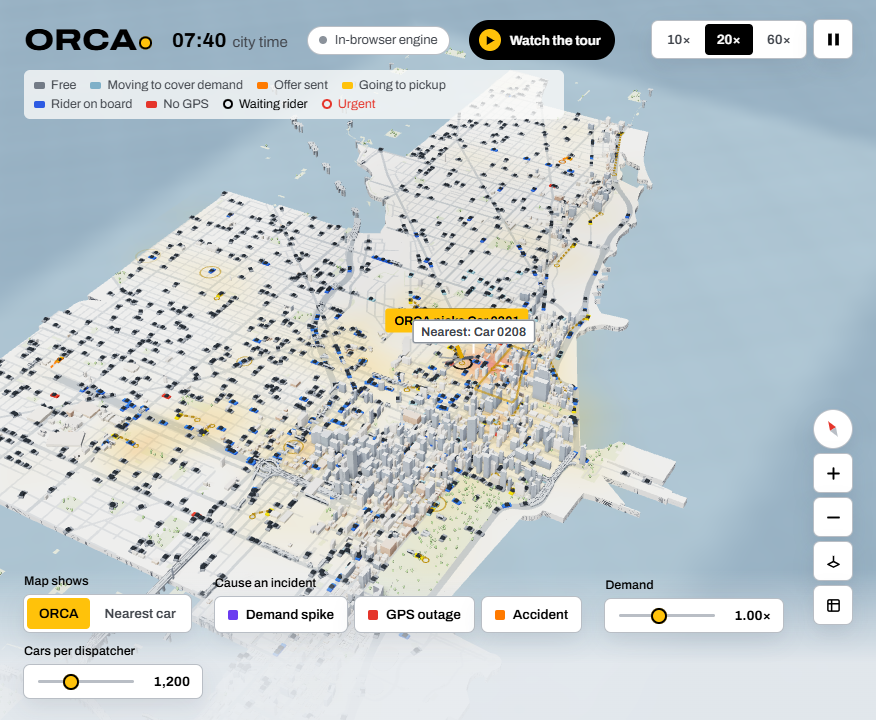 ORCA
07:40 city time
In-browser engine
Watch the tour
10× 20× 60×
Free Moving to cover demand Offer sent Going to pickup
Rider on board No GPS Waiting rider Urgent
Nearest: Car 0208
Map shows
ORCA Nearest car
Cause an incident
Demand spike GPS outage Accident
Demand
1.00×
Cars per dispatcher
1,200